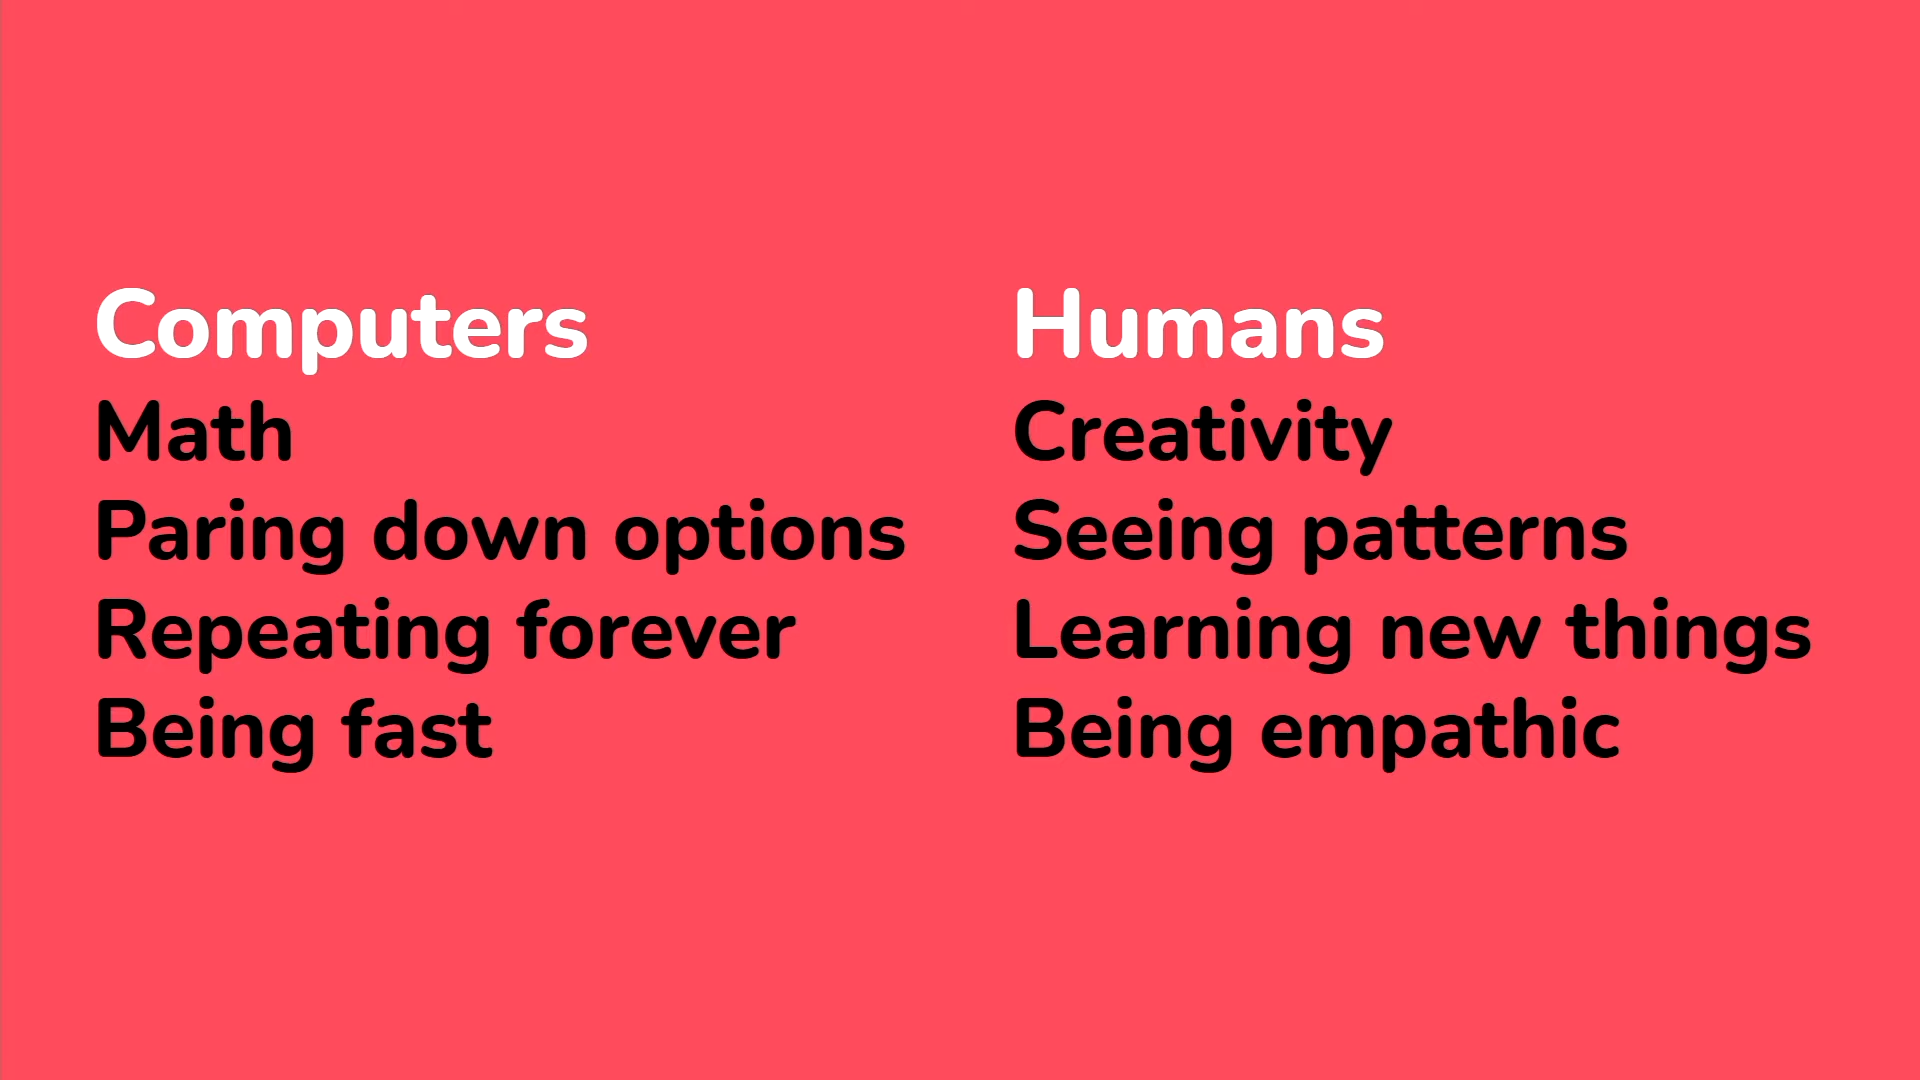 Computers
Math
Paring down options
Repeating forever
Being fast
Humans
Creativity
Seeing patterns
Learning new things
Being empathic